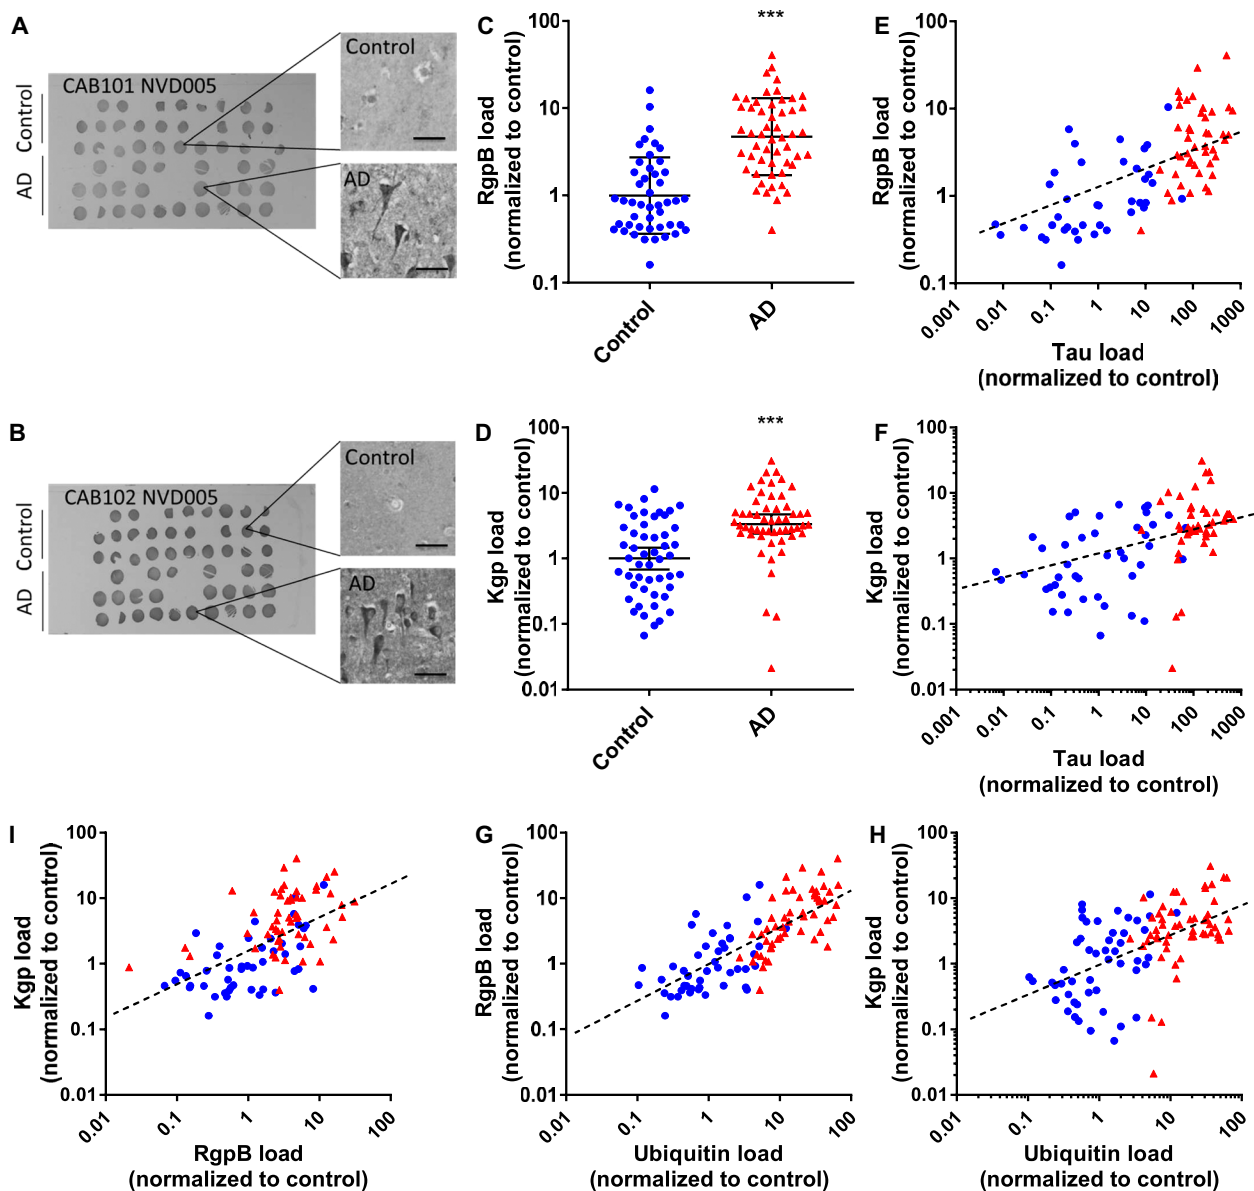 A
Control
AD
CAB101 NVD005
Control
AD
C
RgpB load
(normalized to control)
100
10
1
0.1
***
Control
AD
E
RgpB load
(normalized to control)
100
10
1
0.1
0.001
0.01
0.1
1
10
100
1000
Tau load
(normalized to control)
B
Control
AD
CAB102 NVD005
Control
AD
D
Kgp load
(normalized to control)
100
10
1
0.1
0.01
***
Control
AD
F
Kgp load
(normalized to control)
100
10
1
0.1
0.01
0.001
0.01
0.1
1
10
100
1000
Tau load
(normalized to control)
I
Kgp load
(normalized to control)
100
10
1
0.1
0.01
0.01
0.1
1
10
100
RgpB load
(normalized to control)
G
RgpB load
(normalized to control)
100
10
1
0.1
0.01
0.01
0.1
1
10
100
Ubiquitin load
(normalized to control)
H
Kgp load
(normalized to control)
100
10
1
0.1
0.01
0.01
0.1
1
10
100
Ubiquitin load
(normalized to control)